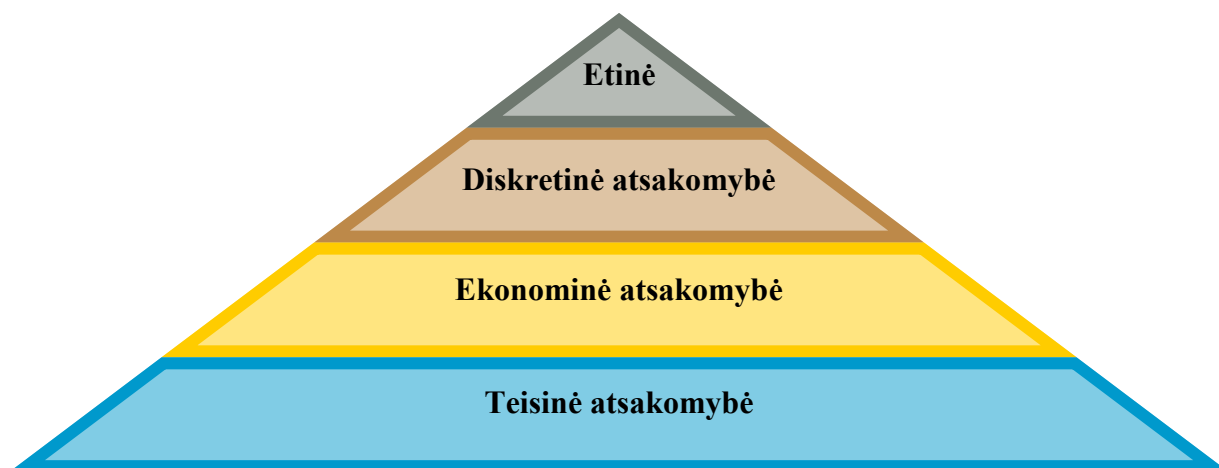 Etinė
Diskretinė atsakomybė
Ekonominė atsakomybė
Teisinė atsakomybė